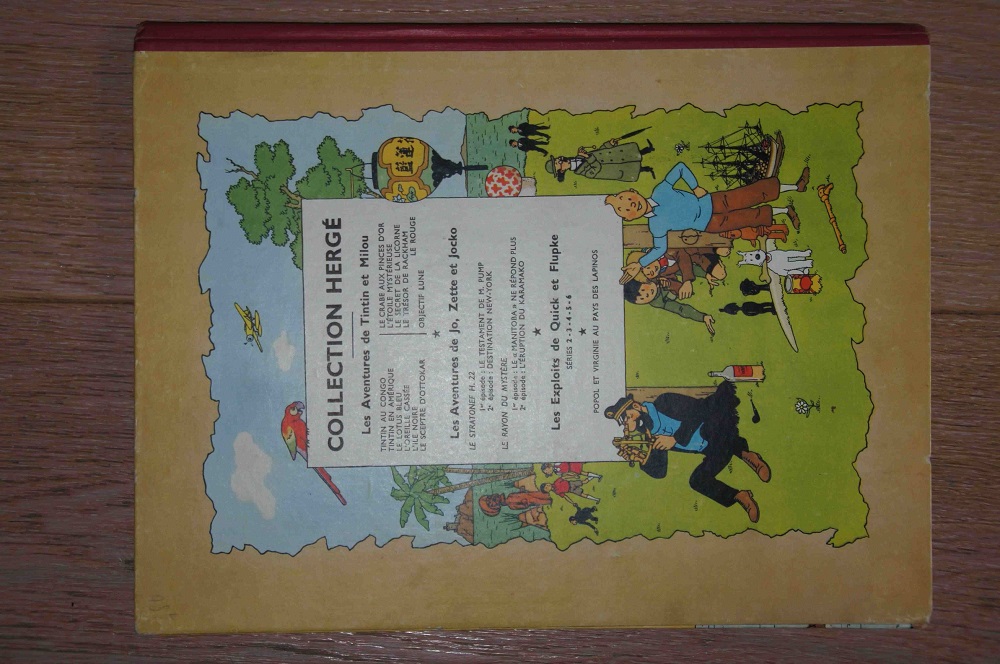 COLLECTION HERGÉ
Les Aventures de Tintin et Milou
TINTIN AU CONGO
TINTIN EN AMÉRIQUE
LE LOTUS BLEU
L'OREILLE CASSÉE
L'ILE NOIRE
LE SCEPTRE D'OTTOKAR
LE CRABE AUX PINCES D'OR
L'ÉTOILE MYSTÉRIEUSE
LE SECRET DE LA LICORNE
LE TRÉSOR DE RACKHAM
LE ROUGE
OBJECTIF LUNE
Les Aventures de Jo, Zette et Jocko
LE STRATONEF H. 22
1er épisode : LE TESTAMENT DE M. PUMP
2e épisode : DESTINATION NEW-YORK
LE RAYON DU MYSTÈRE
1er épisode : LE « MANITOBA » NE RÉPOND PLUS
2e épisode : L'ÉRUPTION DU KARAMAKO
Les Exploits de Quick et Flupke
SÉRIES 2 - 3 - 4 - 5 - 6
POPOL ET VIRGINIE AU PAYS DES LAPINOS